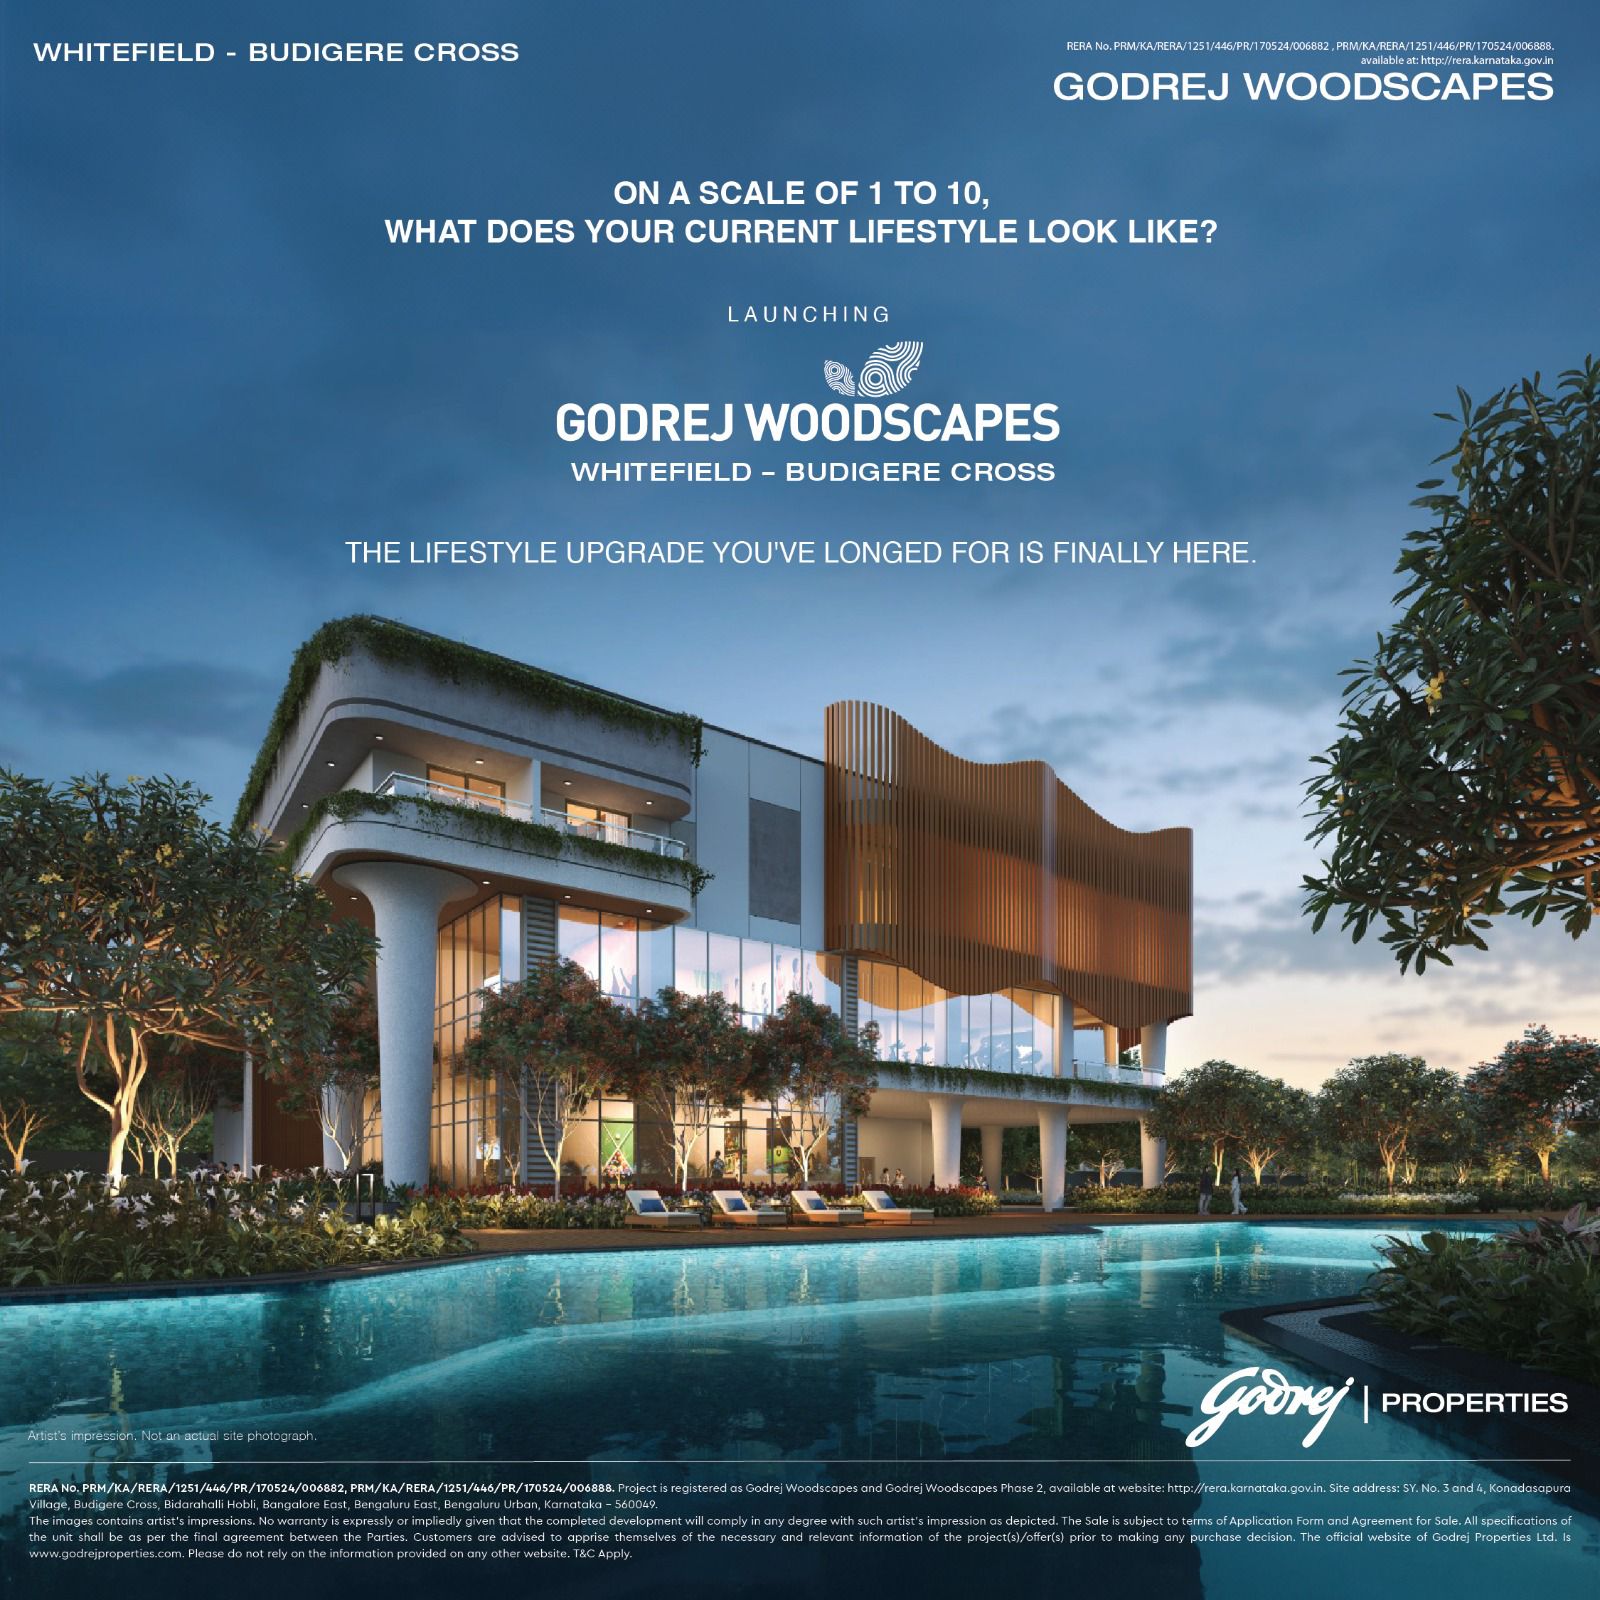 WHITEFIELD - BUDIGERE CROSS
RERA No. PRM/KA/RERA/1251/446/PR/170524/006882 , PRM/KA/RERA/1251/446/PR/170524/006888.
available at: http://rera.karnataka.gov.in
GODREJ WOODSCAPES
ON A SCALE OF 1 TO 10,
WHAT DOES YOUR CURRENT LIFESTYLE LOOK LIKE?
LAUNCHING
GODREJ WOODSCAPES
WHITEFIELD – BUDIGERE CROSS
THE LIFESTYLE UPGRADE YOU'VE LONGED FOR IS FINALLY HERE.
YOGA
Godrej | PROPERTIES
Artist's impression. Not an actual site photograph.
RERA No. PRM/KA/RERA/1251/446/PR/170524/006882, PRM/KA/RERA/1251/446/PR/170524/006888. Project is registered as Godrej Woodscapes and Godrej Woodscapes Phase 2, available at website: http://rera.karnataka.gov.in. Site address: SY. No. 3 and 4, Konadasapura
Village, Budigere Cross, Bidarahalli Hobli, Bangalore East, Bengaluru East, Bengaluru Urban, Karnataka – 560049.
The images contains artist's impressions. No warranty is expressly or impliedly given that the completed development will comply in any degree with such artist's impression as depicted. The Sale is subject to terms of Application Form and Agreement for Sale. All specifications of
the unit shall be as per the final agreement between the Parties. Customers are advised to apprise themselves of the necessary and relevant information of the project(s)/offer(s) prior to making any purchase decision. The official website of Godrej Properties Ltd. Is
www.godrejproperties.com. Please do not rely on the information provided on any other website. T&C Apply.